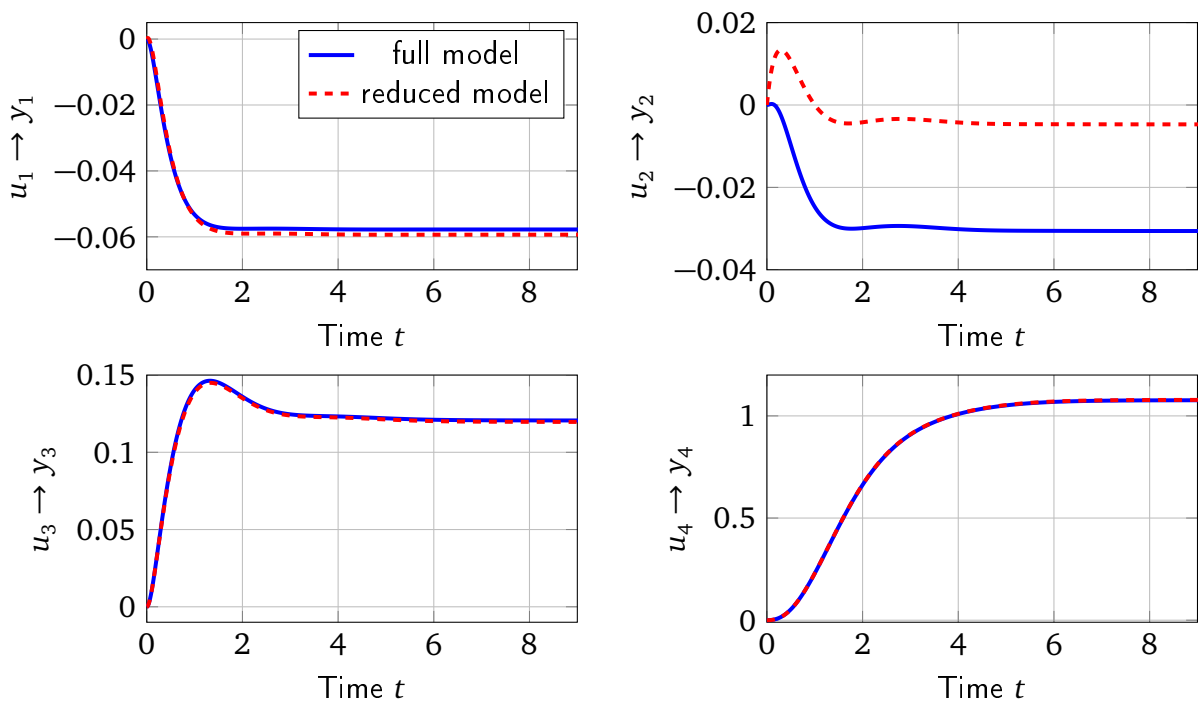 0
−0.02
−0.04
−0.06
u₁ → y₁
full model
reduced model
0 2 4 6 8
Time t
0.02
0
−0.02
−0.04
u₂ → y₂
0 2 4 6 8
Time t
0.15
0.1
0.05
0
u₃ → y₃
0 2 4 6 8
Time t
1
0.5
0
u₄ → y₄
0 2 4 6 8
Time t